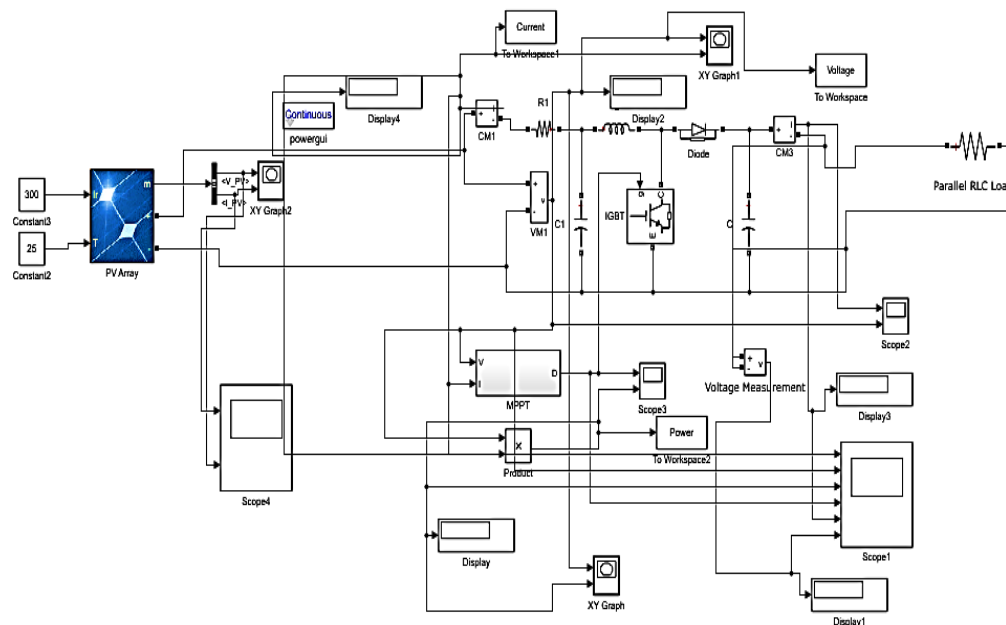 Current
To Workspace1
XY Graph1
Voltage
To Workspace
Continuous
powergui
Display4
CM1
+
i
-
R1
Display2
Diode
+
i
-
CM3
Parallel RLC Loa
300
Constant3
25
Constant2
Ir
T
m
+
-
PV Array
<V_PV>
<I_PV>
XY Graph2
+
v
-
VM1
C1
IGBT
g
C
E
C
Scope2
V
I
D
MPPT
Scope3
+
-
v
Voltage Measurement
Display3
Power
To Workspace2
×
Product
Scope4
Scope1
Display
XY Graph
Display1